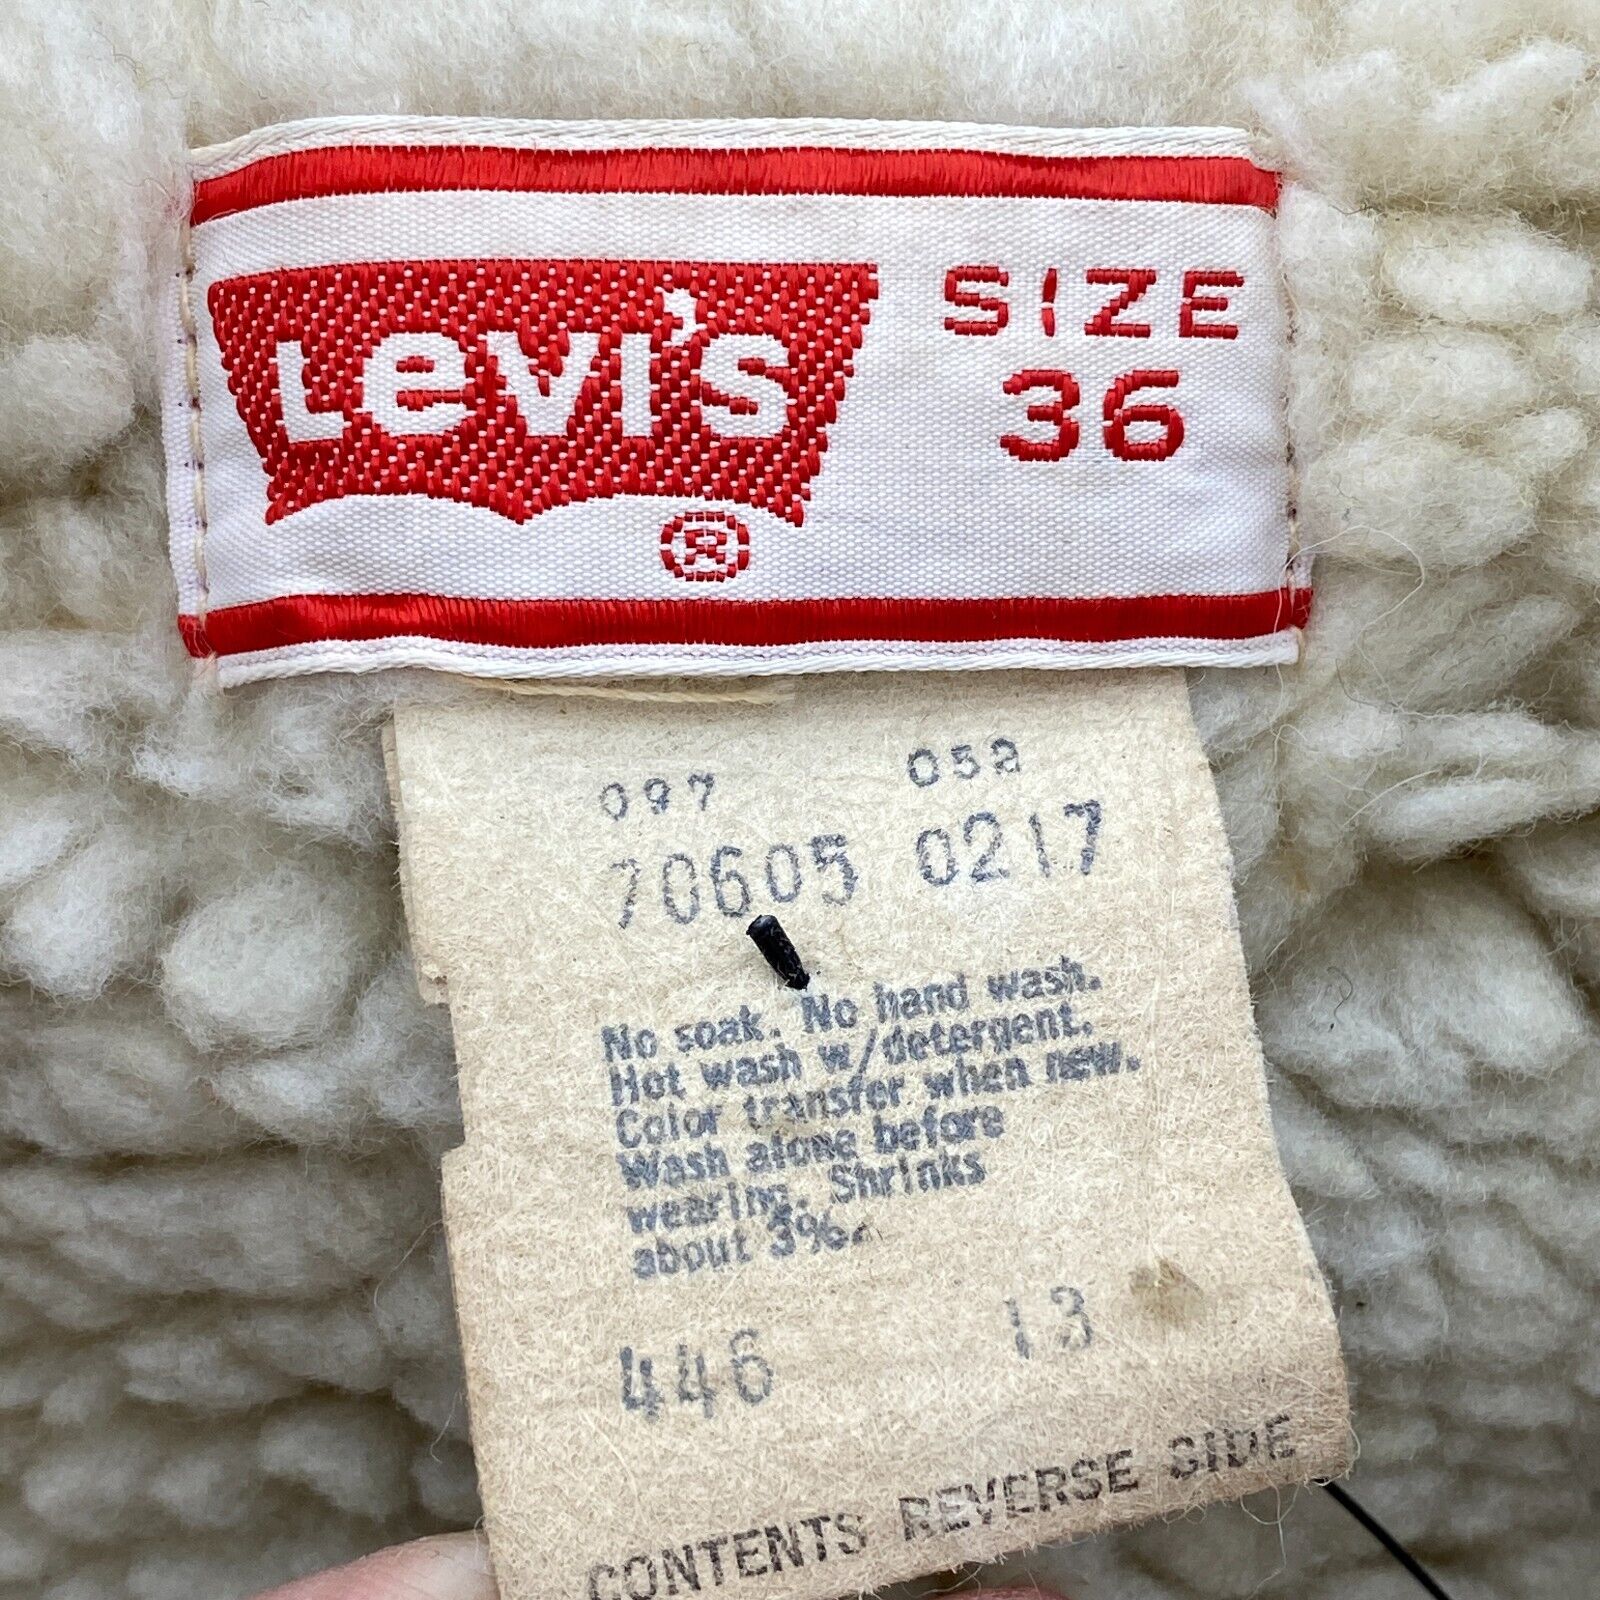 Levi's
®
SIZE
36
097 052
70605 0217
No soak. No hand wash.
Hot wash w/detergent.
Color transfer when new.
Wash alone before
wearing. Shrinks
about 3%.
446 13
CONTENTS REVERSE SIDE